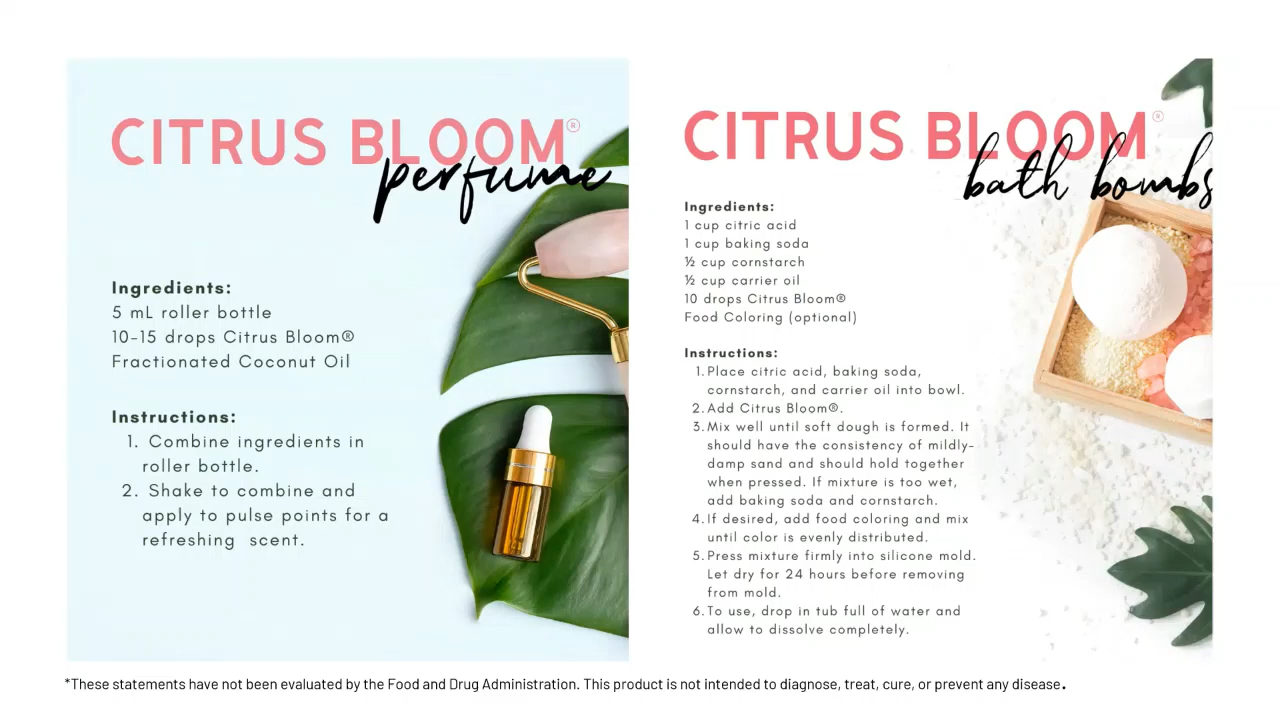 CITRUS BLOOM®
perfume
Ingredients:
5 mL roller bottle
10-15 drops Citrus Bloom®
Fractionated Coconut Oil
Instructions:
1. Combine ingredients in
roller bottle.
2. Shake to combine and
apply to pulse points for a
refreshing scent.
CITRUS BLOOM®
bath bombs
Ingredients:
1 cup citric acid
1 cup baking soda
½ cup cornstarch
½ cup carrier oil
10 drops Citrus Bloom®
Food Coloring (optional)
Instructions:
1. Place citric acid, baking soda,
cornstarch, and carrier oil into bowl.
2. Add Citrus Bloom®.
3. Mix well until soft dough is formed. It
should have the consistency of mildly-
damp sand and should hold together
when pressed. If mixture is too wet,
add baking soda and cornstarch.
4. If desired, add food coloring and mix
until color is evenly distributed.
5. Press mixture firmly into silicone mold.
Let dry for 24 hours before removing
from mold.
6. To use, drop in tub full of water and
allow to dissolve completely.
*These statements have not been evaluated by the Food and Drug Administration. This product is not intended to diagnose, treat, cure, or prevent any disease.